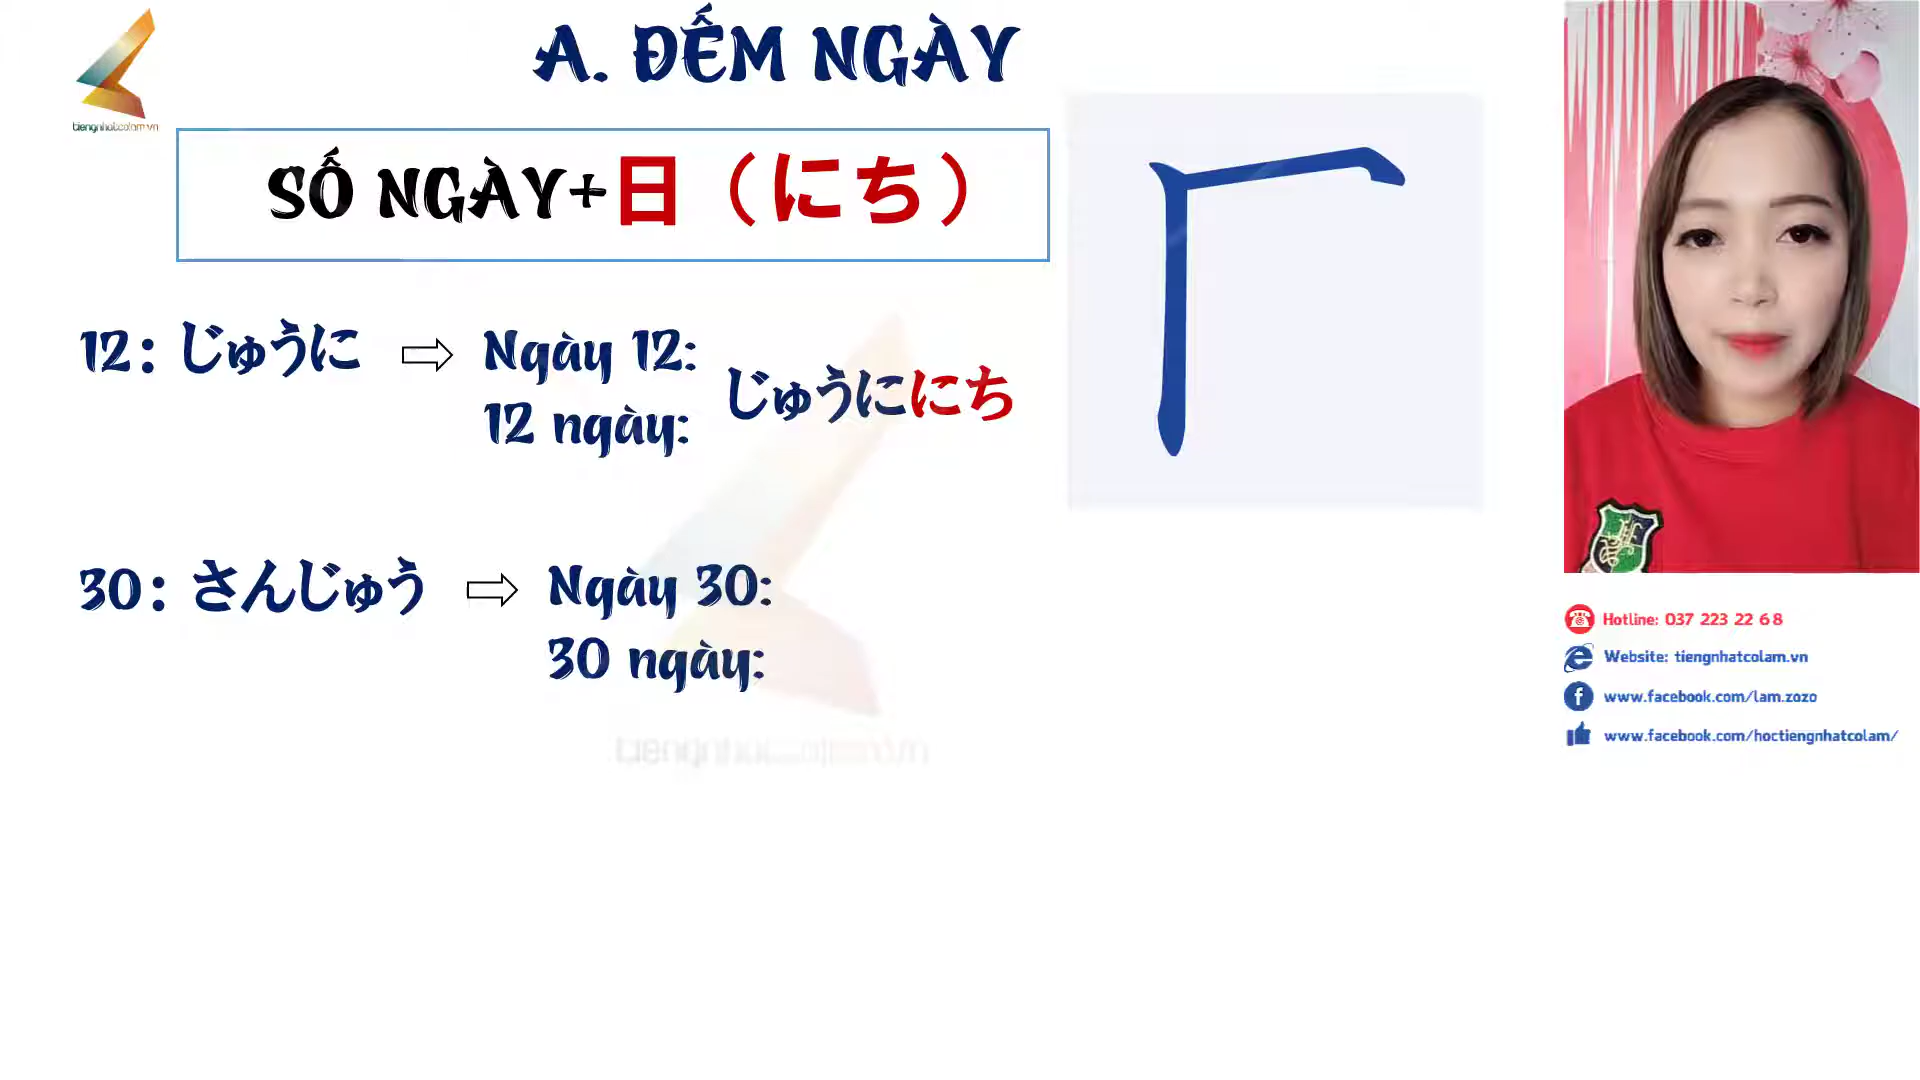 tiengnhatcolam.vn
A. ĐẾM NGÀY
SỐ NGÀY+日（にち）
12: じゅうに ⇨ Ngày 12:
12 ngày:
じゅうににち
30: さんじゅう ⇨ Ngày 30:
30 ngày:
tiengnhatcolam.vn
Hotline: 037 223 22 68
Website: tiengnhatcolam.vn
www.facebook.com/lam.zozo
www.facebook.com/hoctiengnhatcolam/